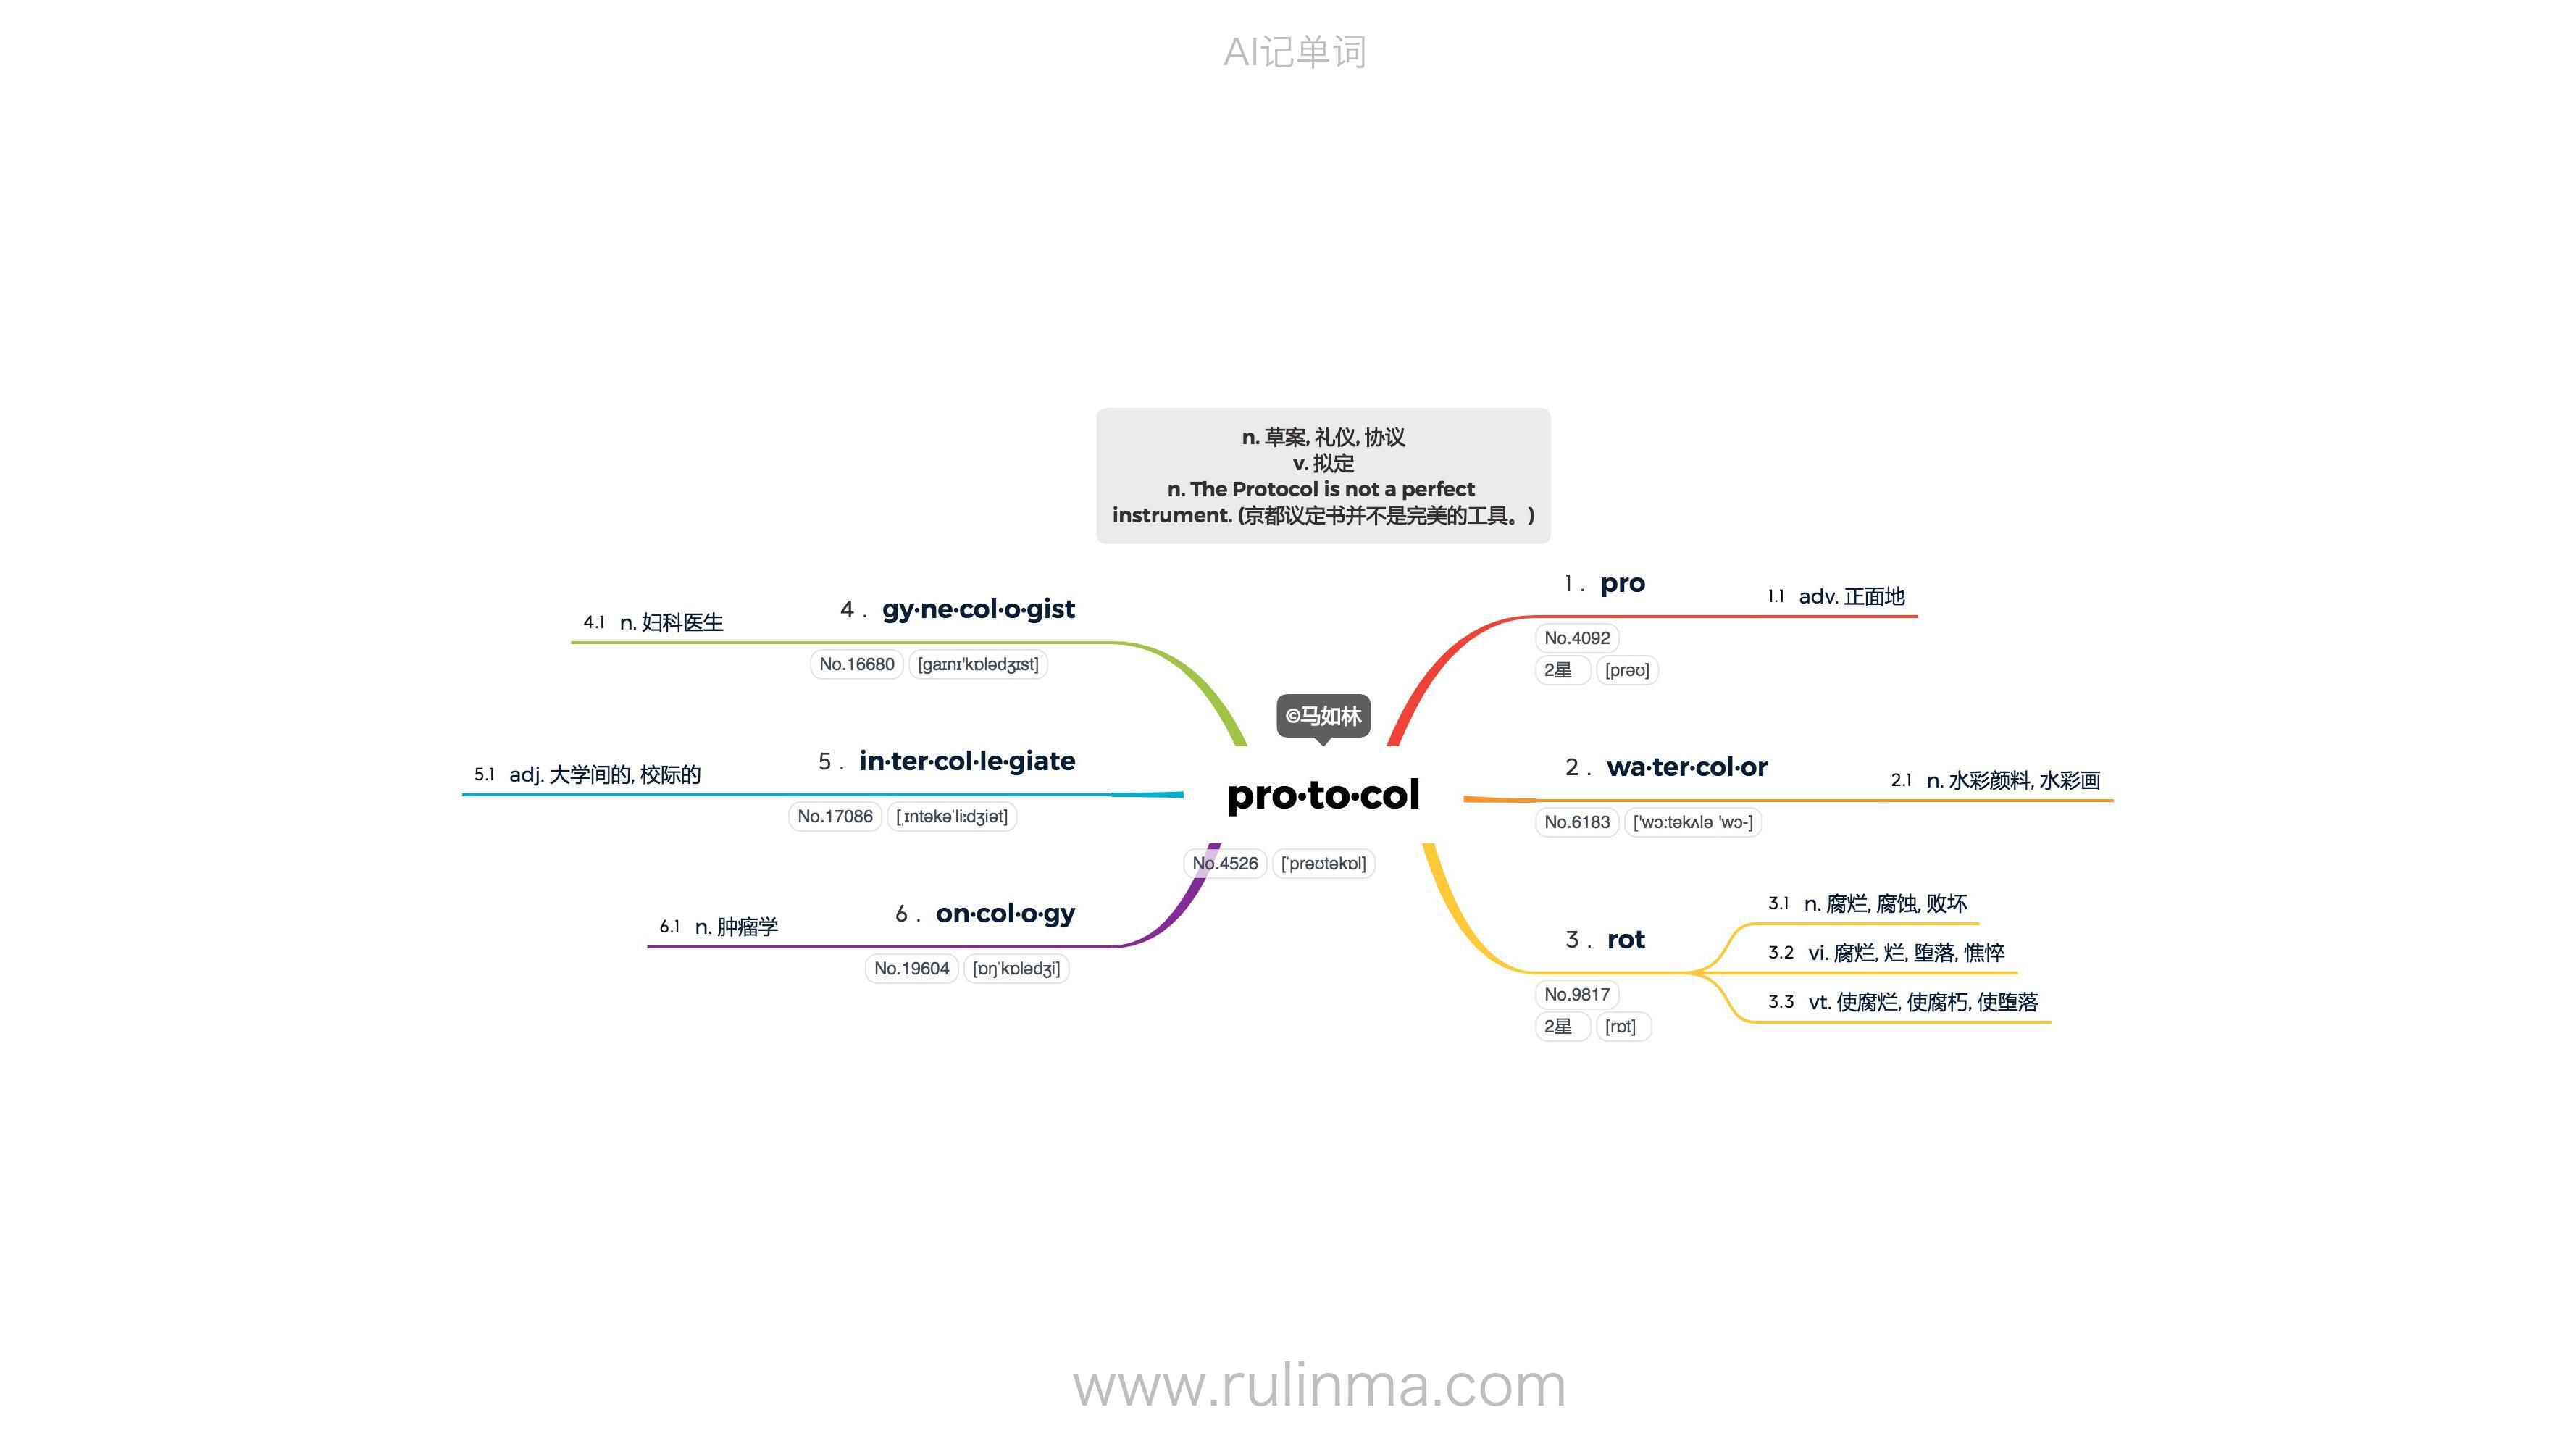 AI记单词
n. 草案, 礼仪, 协议
v. 拟定
n. The Protocol is not a perfect
instrument. (京都议定书并不是完美的工具。)
©马如林
pro·to·col
No.4526 [ˈprəʊtəkɒl]
1 . pro
1.1 adv. 正面地
No.4092
2星 [prəʊ]
2 . wa·ter·col·or
2.1 n. 水彩颜料, 水彩画
No.6183 ['wɔ:təkʌlə 'wɔ-]
3 . rot
3.1 n. 腐烂, 腐蚀, 败坏
3.2 vi. 腐烂, 烂, 堕落, 憔悴
3.3 vt. 使腐烂, 使腐朽, 使堕落
No.9817
2星 [rɒt]
4 . gy·ne·col·o·gist
4.1 n. 妇科医生
No.16680 [gaɪnɪ'kɒlədʒɪst]
5 . in·ter·col·le·giate
5.1 adj. 大学间的, 校际的
No.17086 [ˌɪntəkəˈliːdʒiət]
6 . on·col·o·gy
6.1 n. 肿瘤学
No.19604 [ɒŋˈkɒlədʒi]
www.rulinma.com